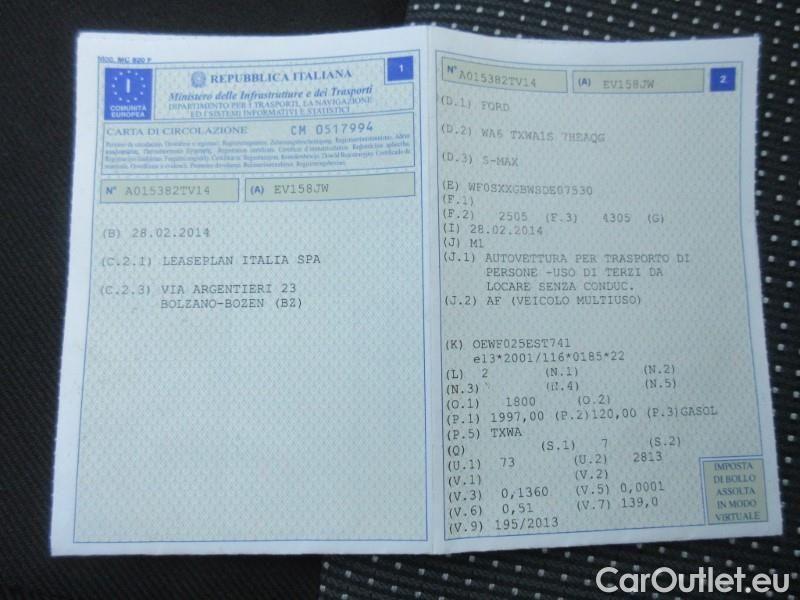 Mod. MC 820 F
I
COMUNITÀ
EUROPEA
REPUBBLICA ITALIANA
1
Ministero delle Infrastrutture e dei Trasporti
DIPARTIMENTO PER I TRASPORTI, LA NAVIGAZIONE
ED I SISTEMI INFORMATIVI E STATISTICI
CARTA DI CIRCOLAZIONE CM 0517994
N° A015382TV14 (A) EV158JW
(B) 28.02.2014
(C.2.1) LEASEPLAN ITALIA SPA
(C.2.3) VIA ARGENTIERI 23
BOLZANO-BOZEN (BZ)
N° A015382TV14 (A) EV158JW 2
(D.1) FORD
(D.2) WA6 TXWA1S 7HEAQG
(D.3) S-MAX
(E) WF0SXXGBWSDE07530
(F.1)
(F.2) 2505 (F.3) 4305 (G)
(I) 28.02.2014
(J) M1
(J.1) AUTOVETTURA PER TRASPORTO DI
PERSONE -USO DI TERZI DA
LOCARE SENZA CONDUC.
(J.2) AF (VEICOLO MULTIUSO)
(K) OEWF025EST741
e13*2001/116*0185*22
(L) 2 (N.1) (N.2)
(N.3) (N.4) (N.5)
(O.1) 1800 (O.2)
(P.1) 1997,00 (P.2)120,00 (P.3)GASOL
(P.5) TXWA
(Q) (S.1) 7 (S.2)
(U.1) 73 (U.2) 2813
(V.1) (V.2)
(V.3) 0,1360 (V.5) 0,0001
(V.6) 0,51 (V.7) 139,0
(V.9) 195/2013
IMPOSTA
DI BOLLO
ASSOLTA
IN MODO
VIRTUALE
CarOutlet.eu